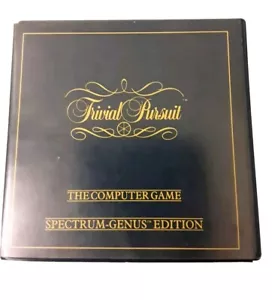 Trivial Pursuit
THE COMPUTER GAME
SPECTRUM-GENUS™ EDITION